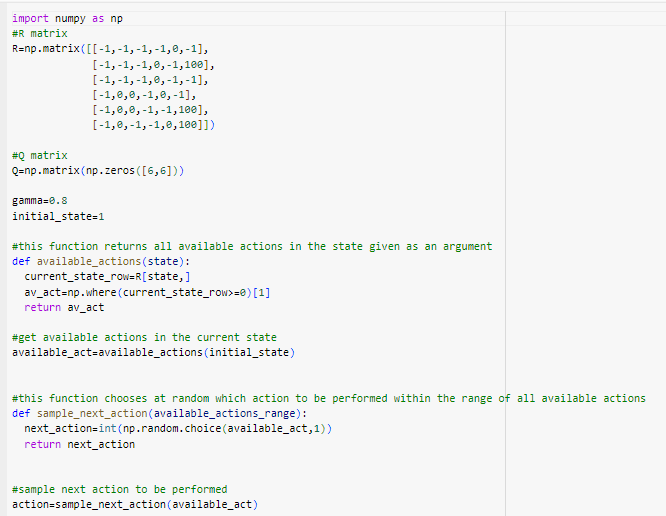 import numpy as np
#R matrix
R=np.matrix([[-1,-1,-1,-1,0,-1],
[-1,-1,-1,0,-1,100],
[-1,-1,-1,0,-1,-1],
[-1,0,0,-1,0,-1],
[-1,0,0,-1,-1,100],
[-1,0,-1,-1,0,100]])
#Q matrix
Q=np.matrix(np.zeros([6,6]))
gamma=0.8
initial_state=1
#this function returns all available actions in the state given as an argument
def available_actions(state):
current_state_row=R[state,]
av_act=np.where(current_state_row>=0)[1]
return av_act
#get available actions in the current state
available_act=available_actions(initial_state)
#this function chooses at random which action to be performed within the range of all available actions
def sample_next_action(available_actions_range):
next_action=int(np.random.choice(available_act,1))
return next_action
#sample next action to be performed
action=sample_next_action(available_act)